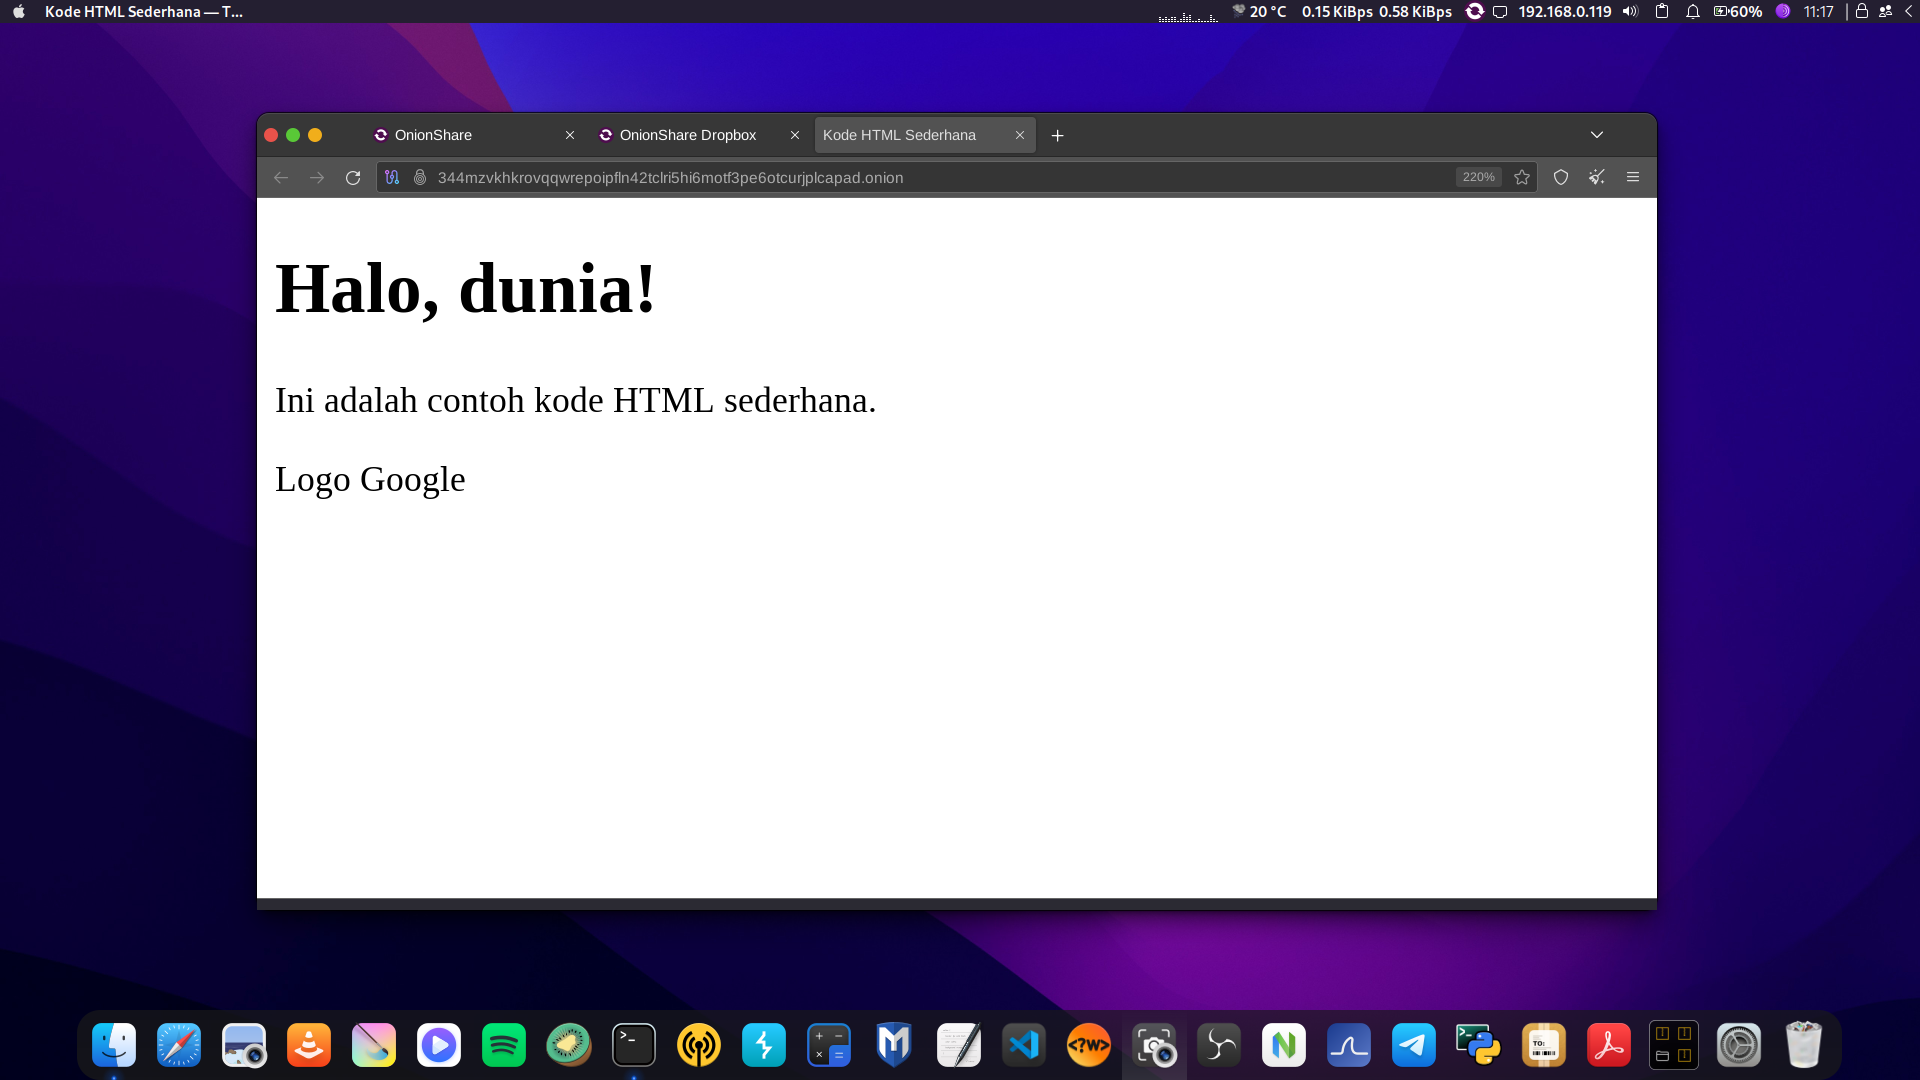 Kode HTML Sederhana — T...
20 °C
0.15 KiBps 0.58 KiBps
192.168.0.119
60%
11:17
OnionShare
OnionShare Dropbox
Kode HTML Sederhana
344mzvkhkrovqqwrepoipfln42tclri5hi6motf3pe6otcurjplcapad.onion
220%
Halo, dunia!
Ini adalah contoh kode HTML sederhana.
Logo Google
>_
<?w>
TO: